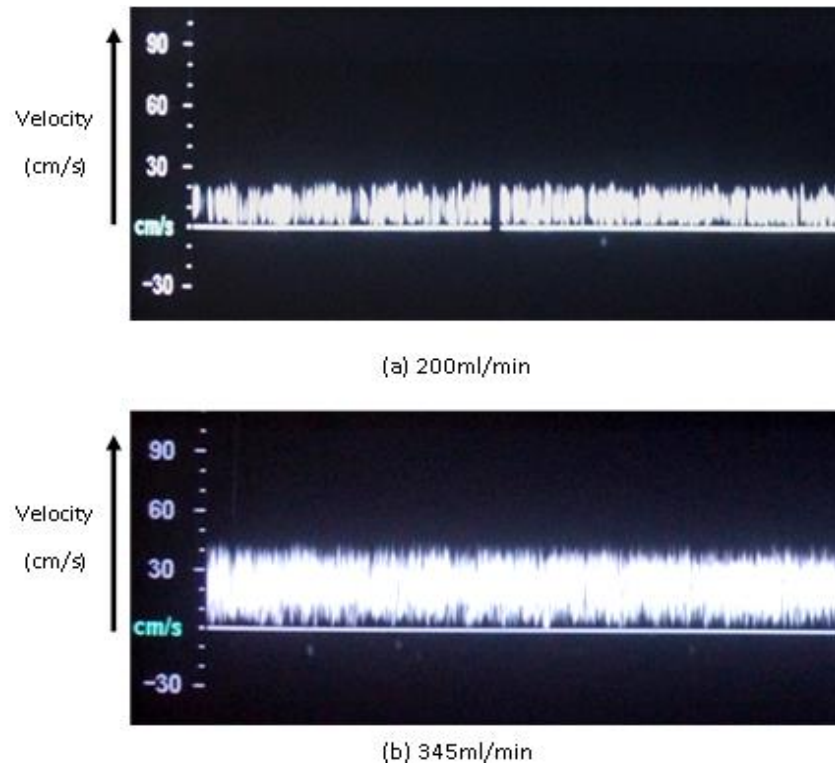 90
60
Velocity
(cm/s)
30
cm/s
-30
(a) 200ml/min
90
60
Velocity
(cm/s)
30
cm/s
-30
(b) 345ml/min